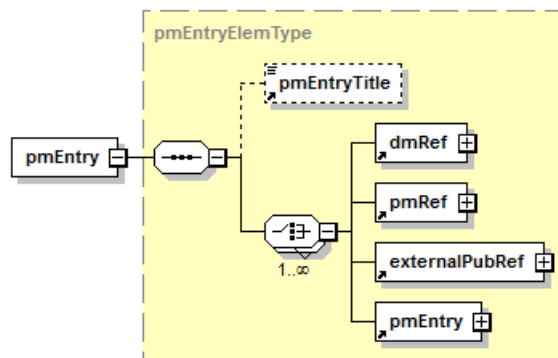 pmEntryElemType
pmEntryTitle
pmEntry
dmRef
pmRef
1..∞
externalPubRef
pmEntry